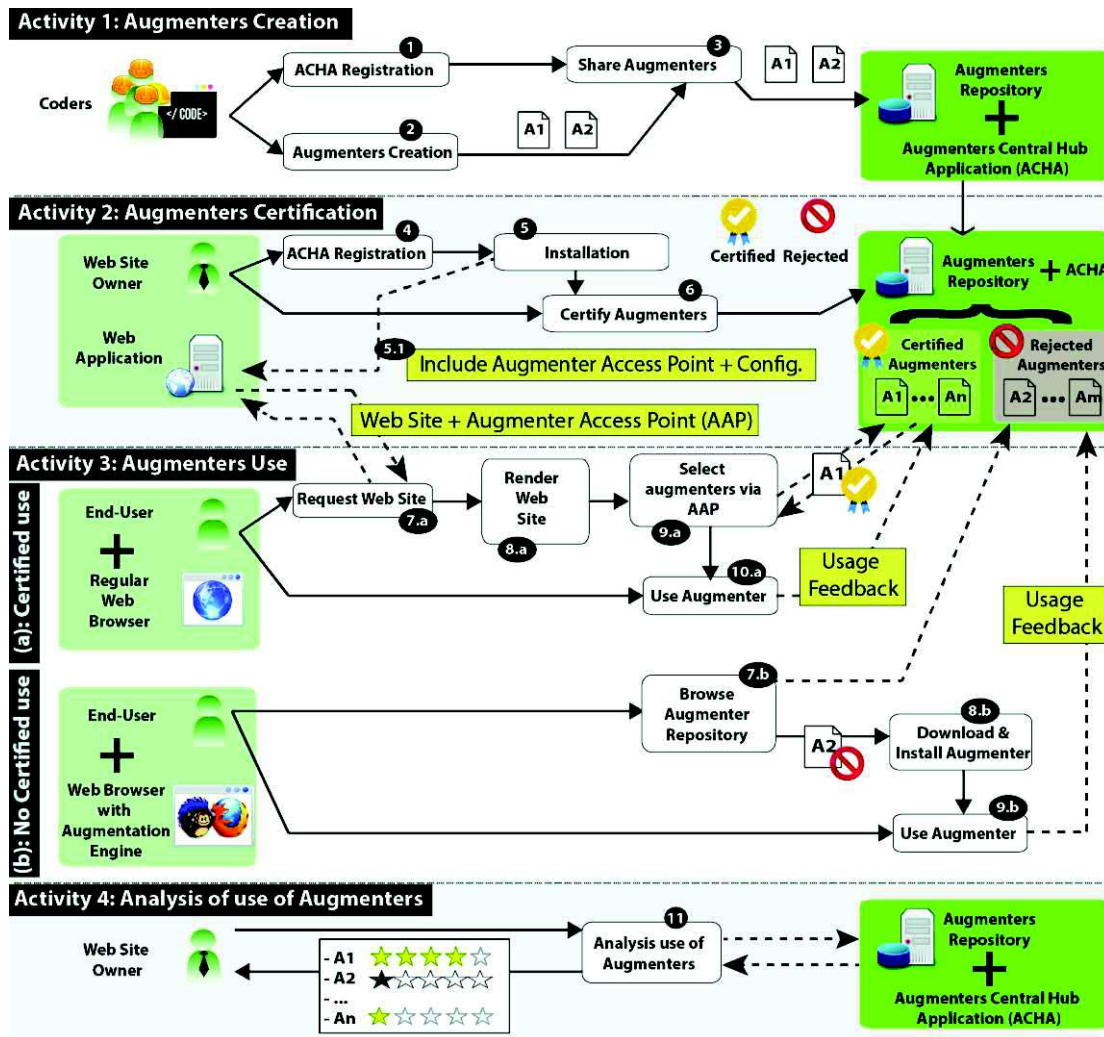 Activity 1: Augmenters Creation
Coders
</ CODE>
1
ACHA Registration
2
Augmenters Creation
A1 A2
3
Share Augmenters
A1 A2
Augmenters
Repository
+
Augmenters Central Hub
Application (ACHA)
Activity 2: Augmenters Certification
Web Site
Owner
Web
Application
4
ACHA Registration
5
Installation
6
Certify Augmenters
Certified Rejected
5.1
Include Augmenter Access Point + Config.
Web Site + Augmenter Access Point (AAP)
Augmenters
Repository + ACHA
Certified
Augmenters
A1 ••• An
Rejected
Augmenters
A2 ••• Am
Activity 3: Augmenters Use
(a): Certified use
End-User
+
Regular
Web
Browser
Request Web Site
7.a
Render
Web
Site
8.a
Select
augmenters via
AAP
9.a
A1
10.a
Use Augmenter
Usage
Feedback
Usage
Feedback
(b): No Certified use
End-User
+
Web Browser
with
Augmentation
Engine
7.b
Browse
Augmenter
Repository
A2
8.b
Download &
Install Augmenter
9.b
Use Augmenter
Activity 4: Analysis of use of Augmenters
Web Site
Owner
- A1
- A2
- ...
- An
11
Analysis use of
Augmenters
Augmenters
Repository
+
Augmenters Central Hub
Application (ACHA)